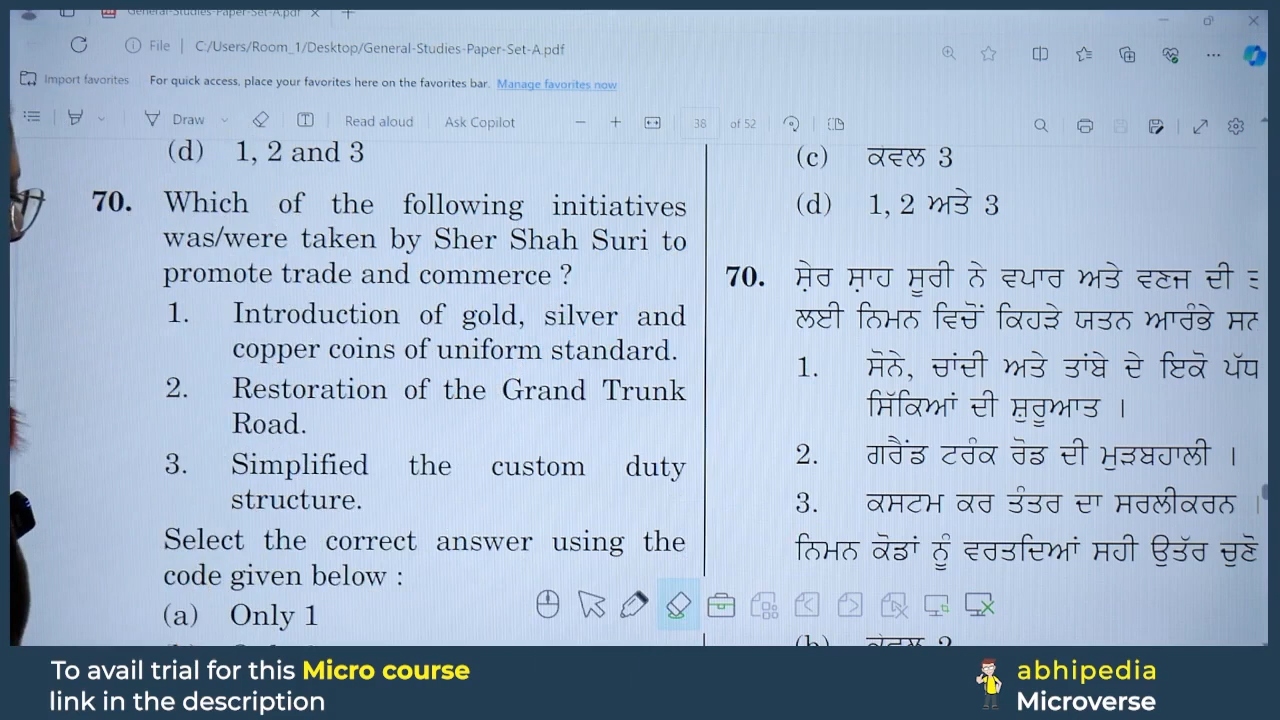 General-Studies-Paper-Set-A.pdf
File
C:/Users/Room_1/Desktop/General-Studies-Paper-Set-A.pdf
Import favorites
For quick access, place your favorites here on the favorites bar. Manage favorites now
Draw
Read aloud
Ask Copilot
38
of 52
(d) 1, 2 and 3
70. Which of the following initiatives
was/were taken by Sher Shah Suri to
promote trade and commerce ?
1. Introduction of gold, silver and
copper coins of uniform standard.
2. Restoration of the Grand Trunk
Road.
3. Simplified the custom duty
structure.
Select the correct answer using the
code given below :
(a) Only 1
(c) ਕੇਵਲ 3
(d) 1, 2 ਅਤੇ 3
70. ਸ਼ੇਰ ਸ਼ਾਹ ਸੂਰੀ ਨੇ ਵਪਾਰ ਅਤੇ ਵਣਜ ਦੀ
ਲਈ ਨਿਮਨ ਵਿਚੋਂ ਕਿਹੜੇ ਯਤਨ ਆਰੰਭੇ
1. ਸੋਨੇ, ਚਾਂਦੀ ਅਤੇ ਤਾਂਬੇ ਦੇ ਇਕੋ
ਸਿੱਕਿਆਂ ਦੀ ਸ਼ੁਰੂਆਤ ।
2. ਗਰੈਂਡ ਟਰੰਕ ਰੋਡ ਦੀ ਮੁੜਬਹਾਲੀ ।
3. ਕਸਟਮ ਕਰ ਤੰਤਰ ਦਾ ਸਰਲੀਕਰਨ ।
ਨਿਮਨ ਕੋਡਾਂ ਨੂੰ ਵਰਤਦਿਆਂ ਸਹੀ ਉਤੱਰ ਚੁਣੋ
To avail trial for this Micro course
link in the description
abhipedia
Microverse